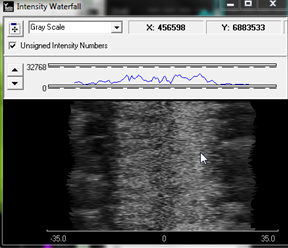 Intensity Waterfall
Gray Scale X: 456598 Y: 6883533
Unsigned Intensity Numbers
32768
0
-35.0 0 35.0